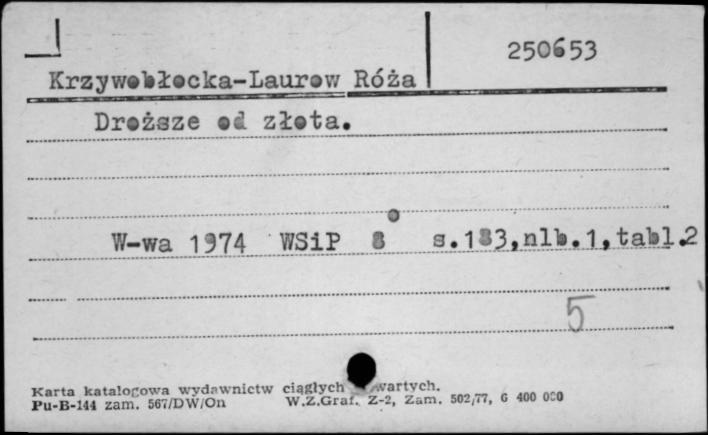 250653
Krzywobłocka-Laurow Róża
Droższe od złota.
W-wa 1974 WSiP 8° s.183,nlb.1,tabl.2
5
Karta katalogowa wydawnictw ciągłych
Pu-B-144 zam. 567/DW/On W.Z.Graf. Z-2, Zam. 502/77, G 400 000